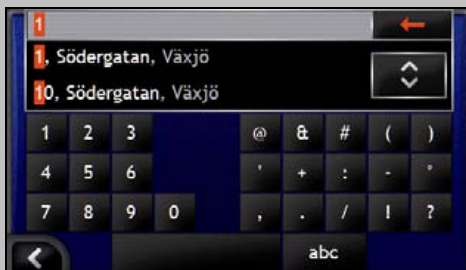 1
1, Södergatan, Växjö
10, Södergatan, Växjö
1 2 3 @ & # ( )
4 5 6 ' + : - °
7 8 9 0 , . / ! ?
abc